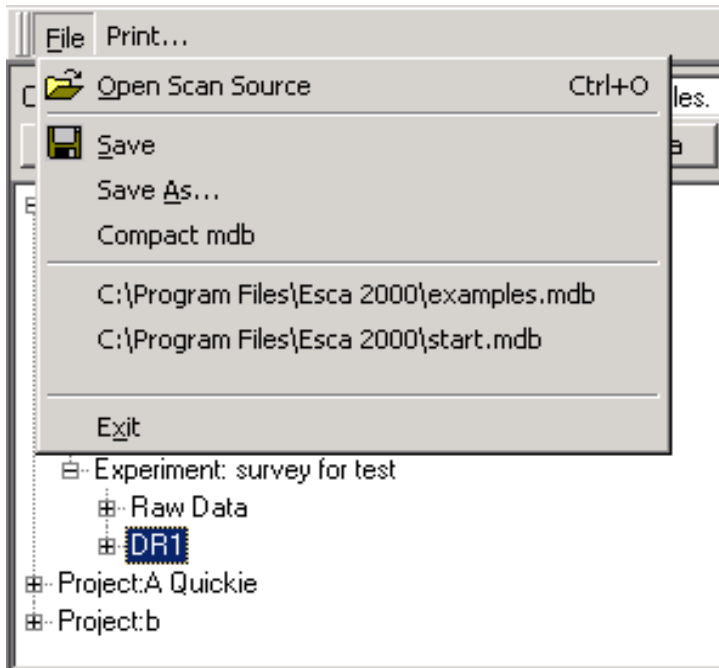 File Print...
Open Scan Source Ctrl+O
les.
Save
a
Save As...
Compact mdb
C:\Program Files\Esca 2000\examples.mdb
C:\Program Files\Esca 2000\start.mdb
Exit
Experiment: survey for test
Raw Data
DR1
Project:A Quickie
Project:b